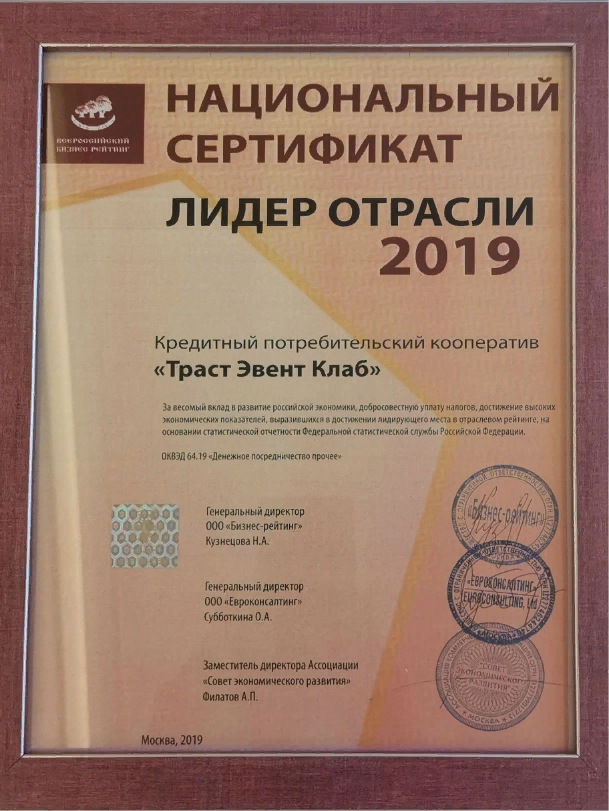 ВСЕРОССИЙСКИЙ
БИЗНЕС РЕЙТИНГ
НАЦИОНАЛЬНЫЙ
СЕРТИФИКАТ
ЛИДЕР ОТРАСЛИ
2019
Кредитный потребительский кооператив
«Траст Эвент Клаб»
За весомый вклад в развитие российской экономики, добросовестную уплату налогов, достижение высоких
экономических показателей, выразившихся в достижении лидирующего места в отраслевом рейтинге, на
основании статистической отчетности Федеральной статистической службы Российской Федерации.
ОКВЭД 64.19 «Денежное посредничество прочее»
Генеральный директор
ООО «Бизнес-рейтинг»
Кузнецова Н.А.
«Бизнес-рейтинг»
Генеральный директор
ООО «Евроконсалтинг»
Субботкина О.А.
«ЕВРОКОНСАЛТИНГ»
EUROCONSULTING, Ltd
МОСКВА
Заместитель директора Ассоциации
«Совет экономического развития»
Филатов А.П.
"СОВЕТ
ЭКОНОМИЧЕСКОГО
РАЗВИТИЯ"
МОСКВА
Москва, 2019